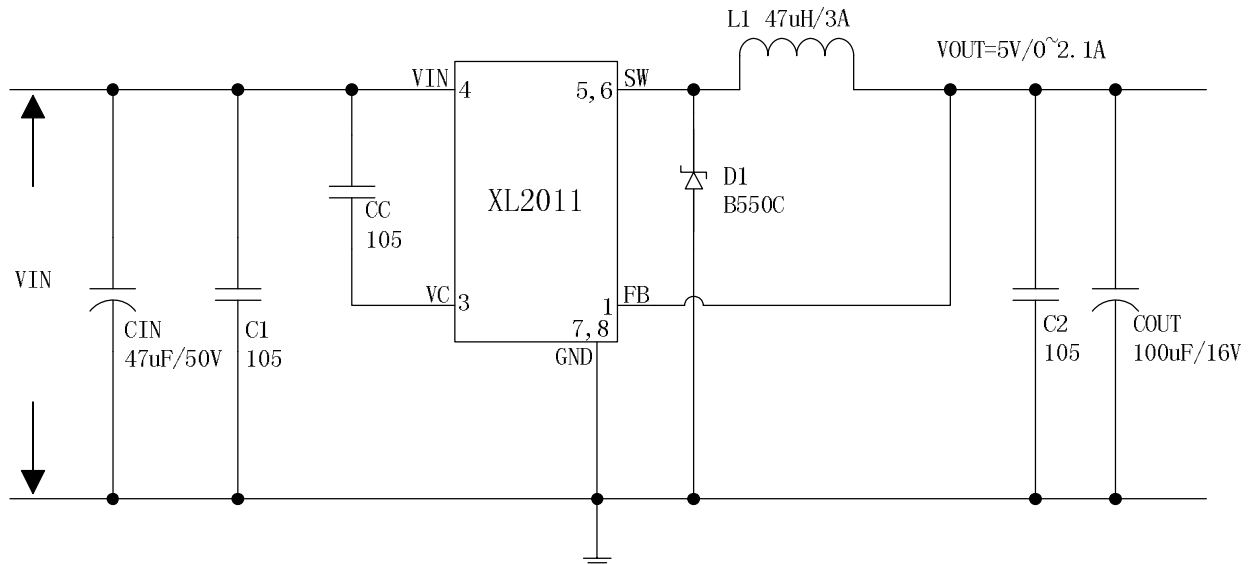 L1 47uH/3A
VOUT=5V/0~2.1A
VIN
4
5,6
SW
XL2011
D1
B550C
CC
105
VIN
VC
3
1
FB
7,8
GND
CIN
47uF/50V
C1
105
C2
105
COUT
100uF/16V